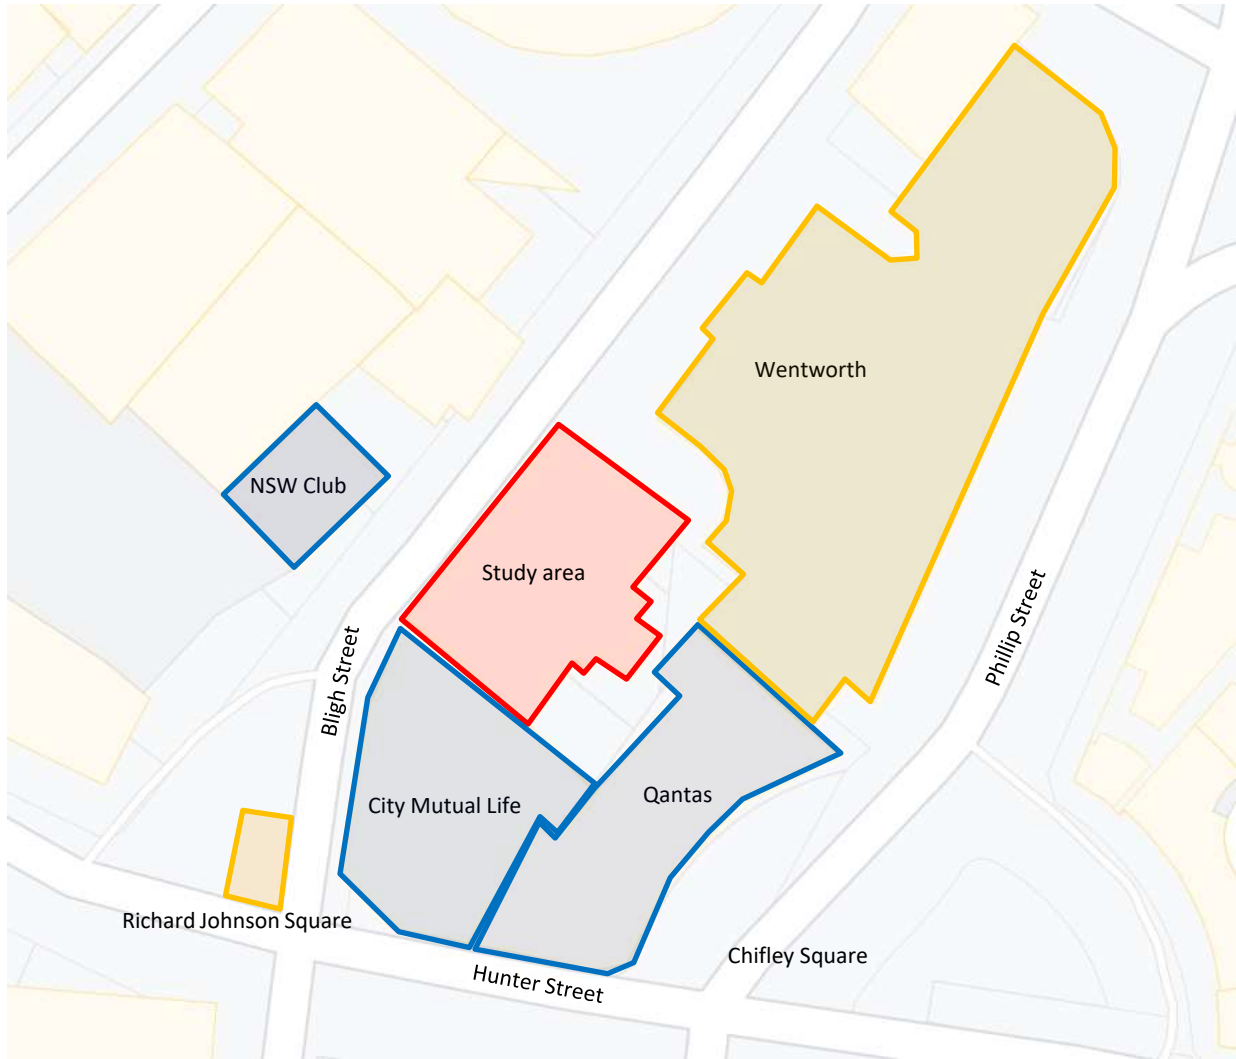 Wentworth
NSW Club
Study area
Phillip Street
Bligh Street
City Mutual Life
Qantas
Richard Johnson Square
Chifley Square
Hunter Street